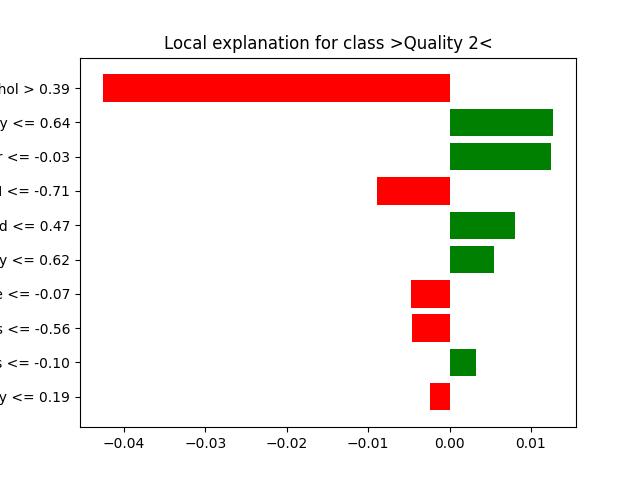 Local explanation for class >Quality 2<
hol > 0.39
y <= 0.64
r <= -0.03
<= -0.71
d <= 0.47
y <= 0.62
e <= -0.07
s <= -0.56
s <= -0.10
y <= 0.19
−0.04 −0.03 −0.02 −0.01 0.00 0.01